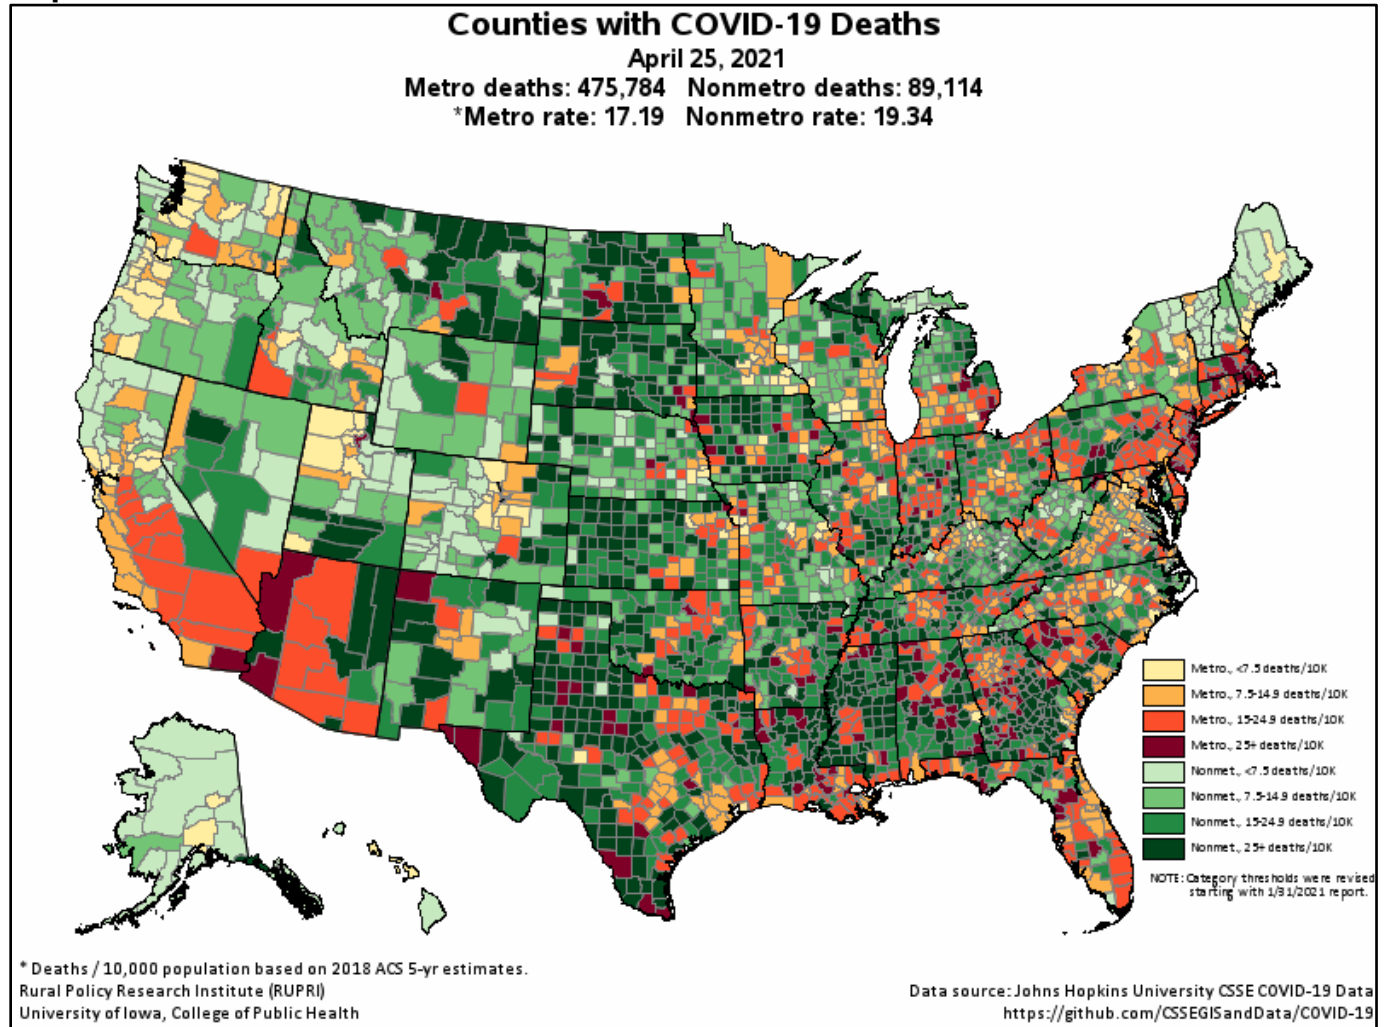 Counties with COVID-19 Deaths
April 25, 2021
Metro deaths: 475,784   Nonmetro deaths: 89,114
*Metro rate: 17.19   Nonmetro rate: 19.34
Metro., <7.5 deaths/10K
Metro., 7.5-14.9 deaths/10K
Metro., 15-24.9 deaths/10K
Metro., 25+ deaths/10K
Nonmet., <7.5 deaths/10K
Nonmet., 7.5-14.9 deaths/10K
Nonmet., 15-24.9 deaths/10K
Nonmet., 25+ deaths/10K
NOTE: Category thresholds were revised
starting with 1/31/2021 report.
* Deaths / 10,000 population based on 2018 ACS 5-yr estimates.
Rural Policy Research Institute (RUPRI)
University of Iowa, College of Public Health
Data source: Johns Hopkins University CSSE COVID-19 Data
https://github.com/CSSEGISandData/COVID-19